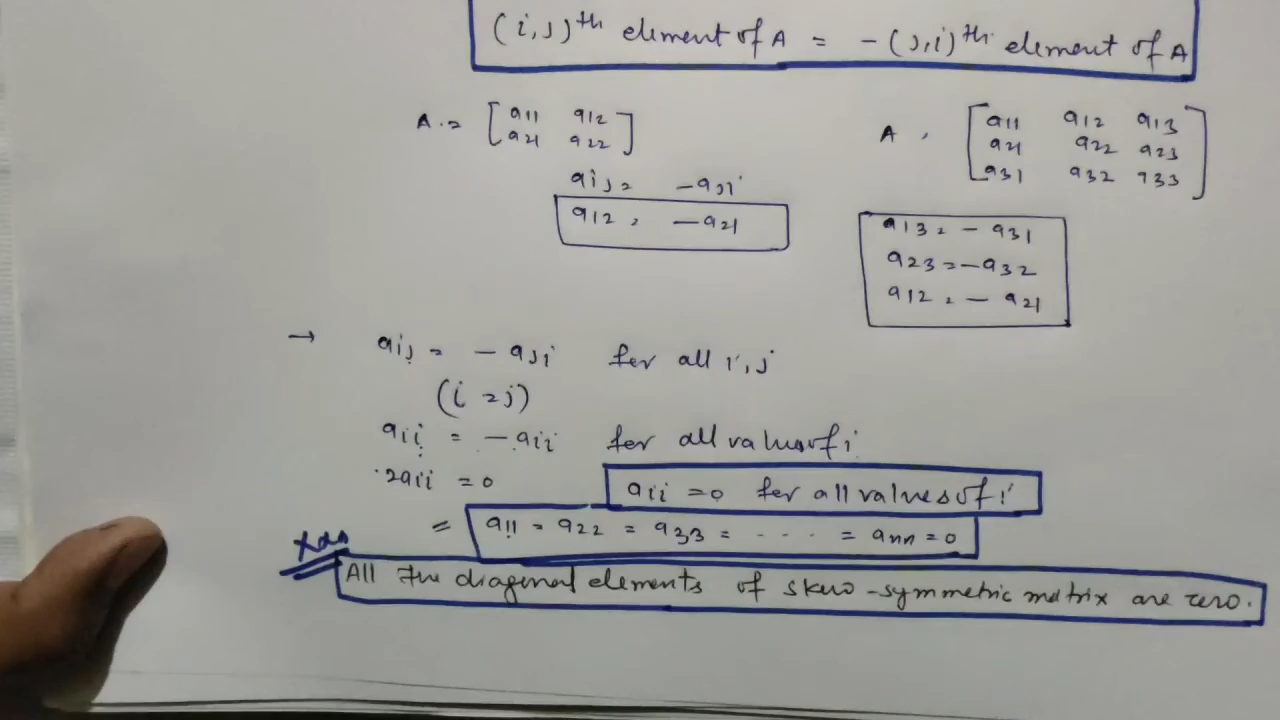 (i,j)th element of A = -(j,i)th element of A
A = [a11 a12
a21 a22]
aij = -aji
a12 = -a21
A = [a11 a12 a13
a21 a22 a23
a31 a32 a33]
a13 = -a31
a23 = -a32
a12 = -a21
→ aij = -aji for all i,j
(i=j)
aii = -aii for all values of i
2aii = 0
aii = 0 for all values of i
= a11 = a22 = a33 = .... = ann = 0
All the diagonal elements of skew-symmetric matrix are zero.